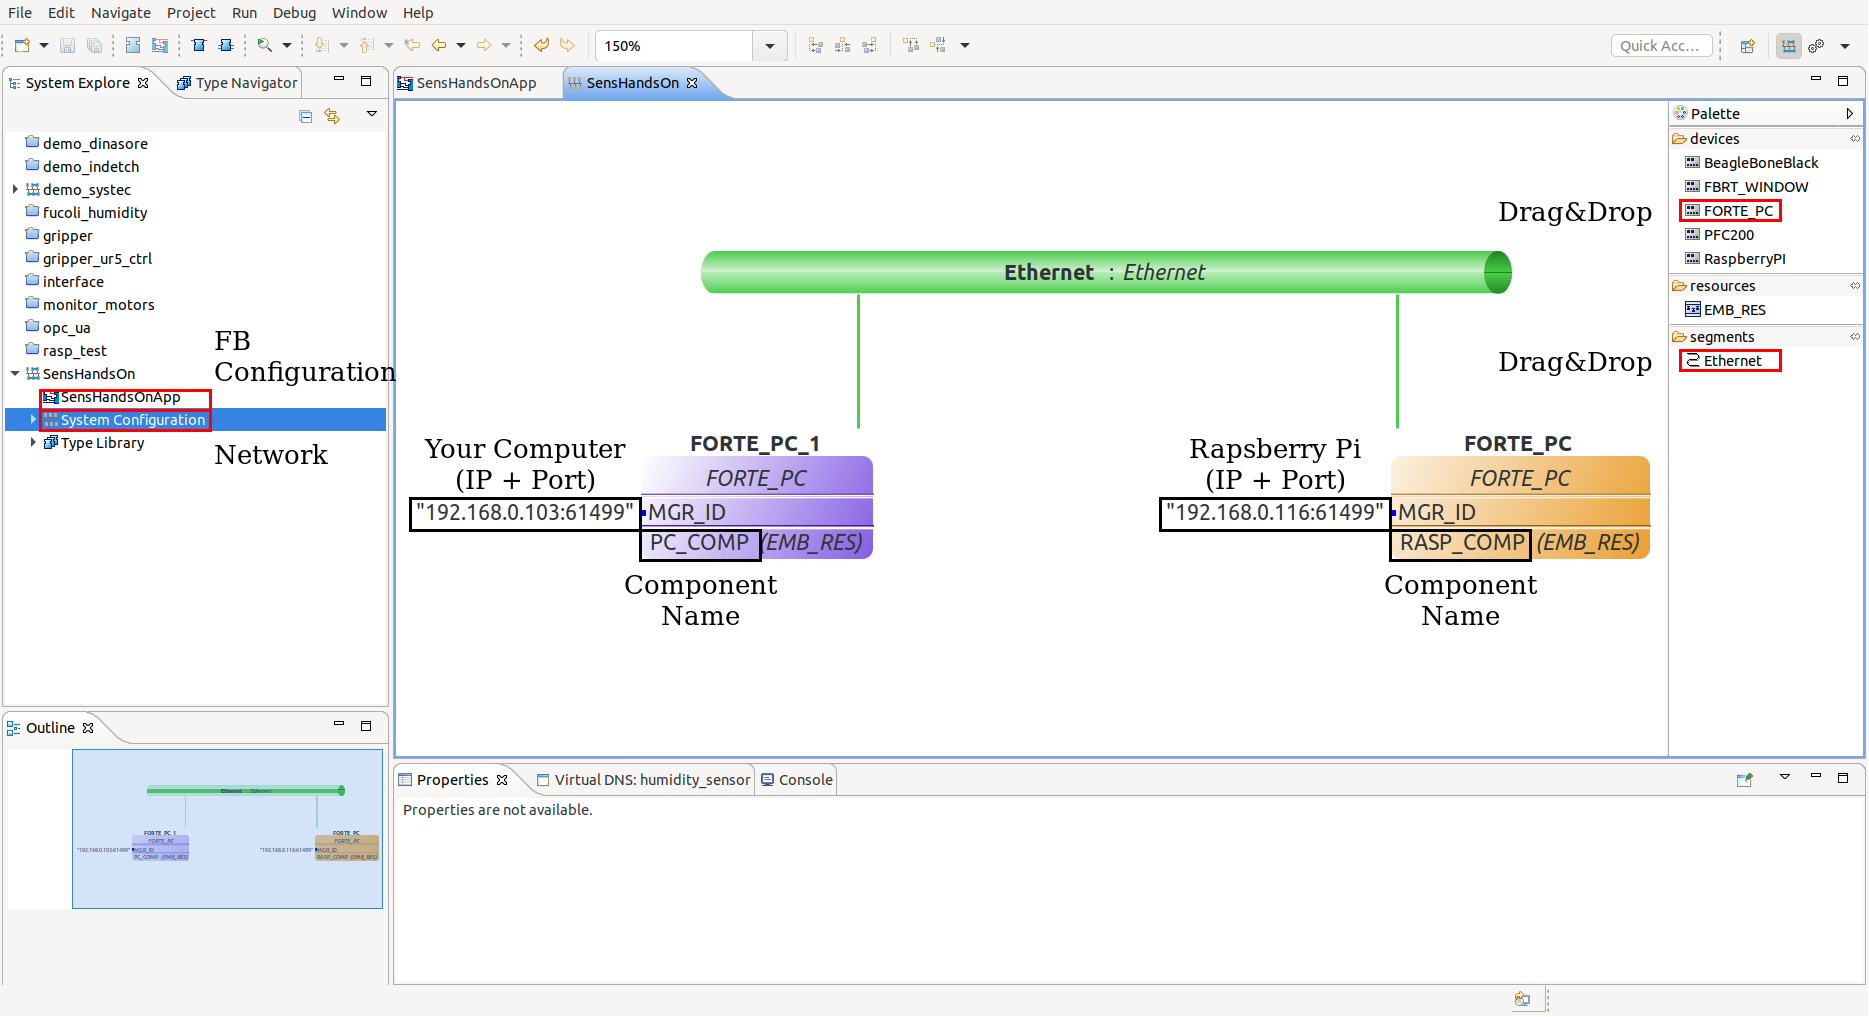 File Edit Navigate Project Run Debug Window Help
150%
Quick Acc...
System Explore
Type Navigator
demo_dinasore
demo_indetch
demo_systec
fucoli_humidity
gripper
gripper_ur5_ctrl
interface
monitor_motors
opc_ua
rasp_test
SensHandsOn
SensHandsOnApp
System Configuration
Type Library
FB
Configuration
Network
SensHandsOnApp
SensHandsOn
Ethernet : Ethernet
Drag&Drop
Drag&Drop
Your Computer
(IP + Port)
"192.168.0.103:61499"
FORTE_PC_1
FORTE_PC
MGR_ID
PC_COMP (EMB_RES)
Component
Name
Rapsberry Pi
(IP + Port)
"192.168.0.116:61499"
FORTE_PC
FORTE_PC
MGR_ID
RASP_COMP (EMB_RES)
Component
Name
Palette
devices
BeagleBoneBlack
FBRT_WINDOW
FORTE_PC
PFC200
RaspberryPI
resources
EMB_RES
segments
Ethernet
Outline
Ethernet : Ethernet
FORTE_PC_1
FORTE_PC
"192.168.0.103:61499" MGR_ID
PC_COMP (EMB_RES)
FORTE_PC
FORTE_PC
"192.168.0.116:61499" MGR_ID
RASP_COMP (EMB_RES)
Properties
Virtual DNS: humidity_sensor
Console
Properties are not available.